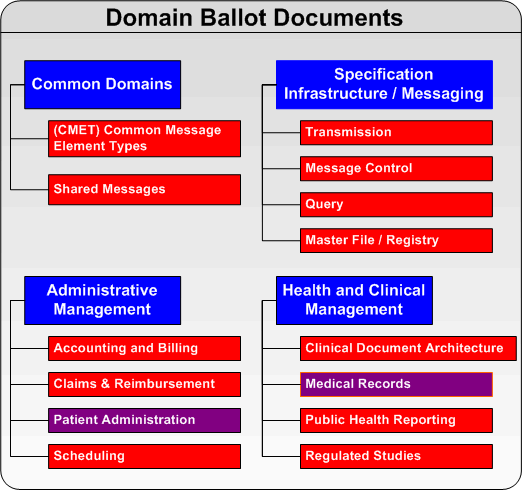 Domain Ballot Documents
Common Domains
(CMET) Common Message
Element Types
Shared Messages
Specification
Infrastructure / Messaging
Transmission
Message Control
Query
Master File / Registry
Administrative
Management
Accounting and Billing
Claims & Reimbursement
Patient Administration
Scheduling
Health and Clinical
Management
Clinical Document Architecture
Medical Records
Public Health Reporting
Regulated Studies